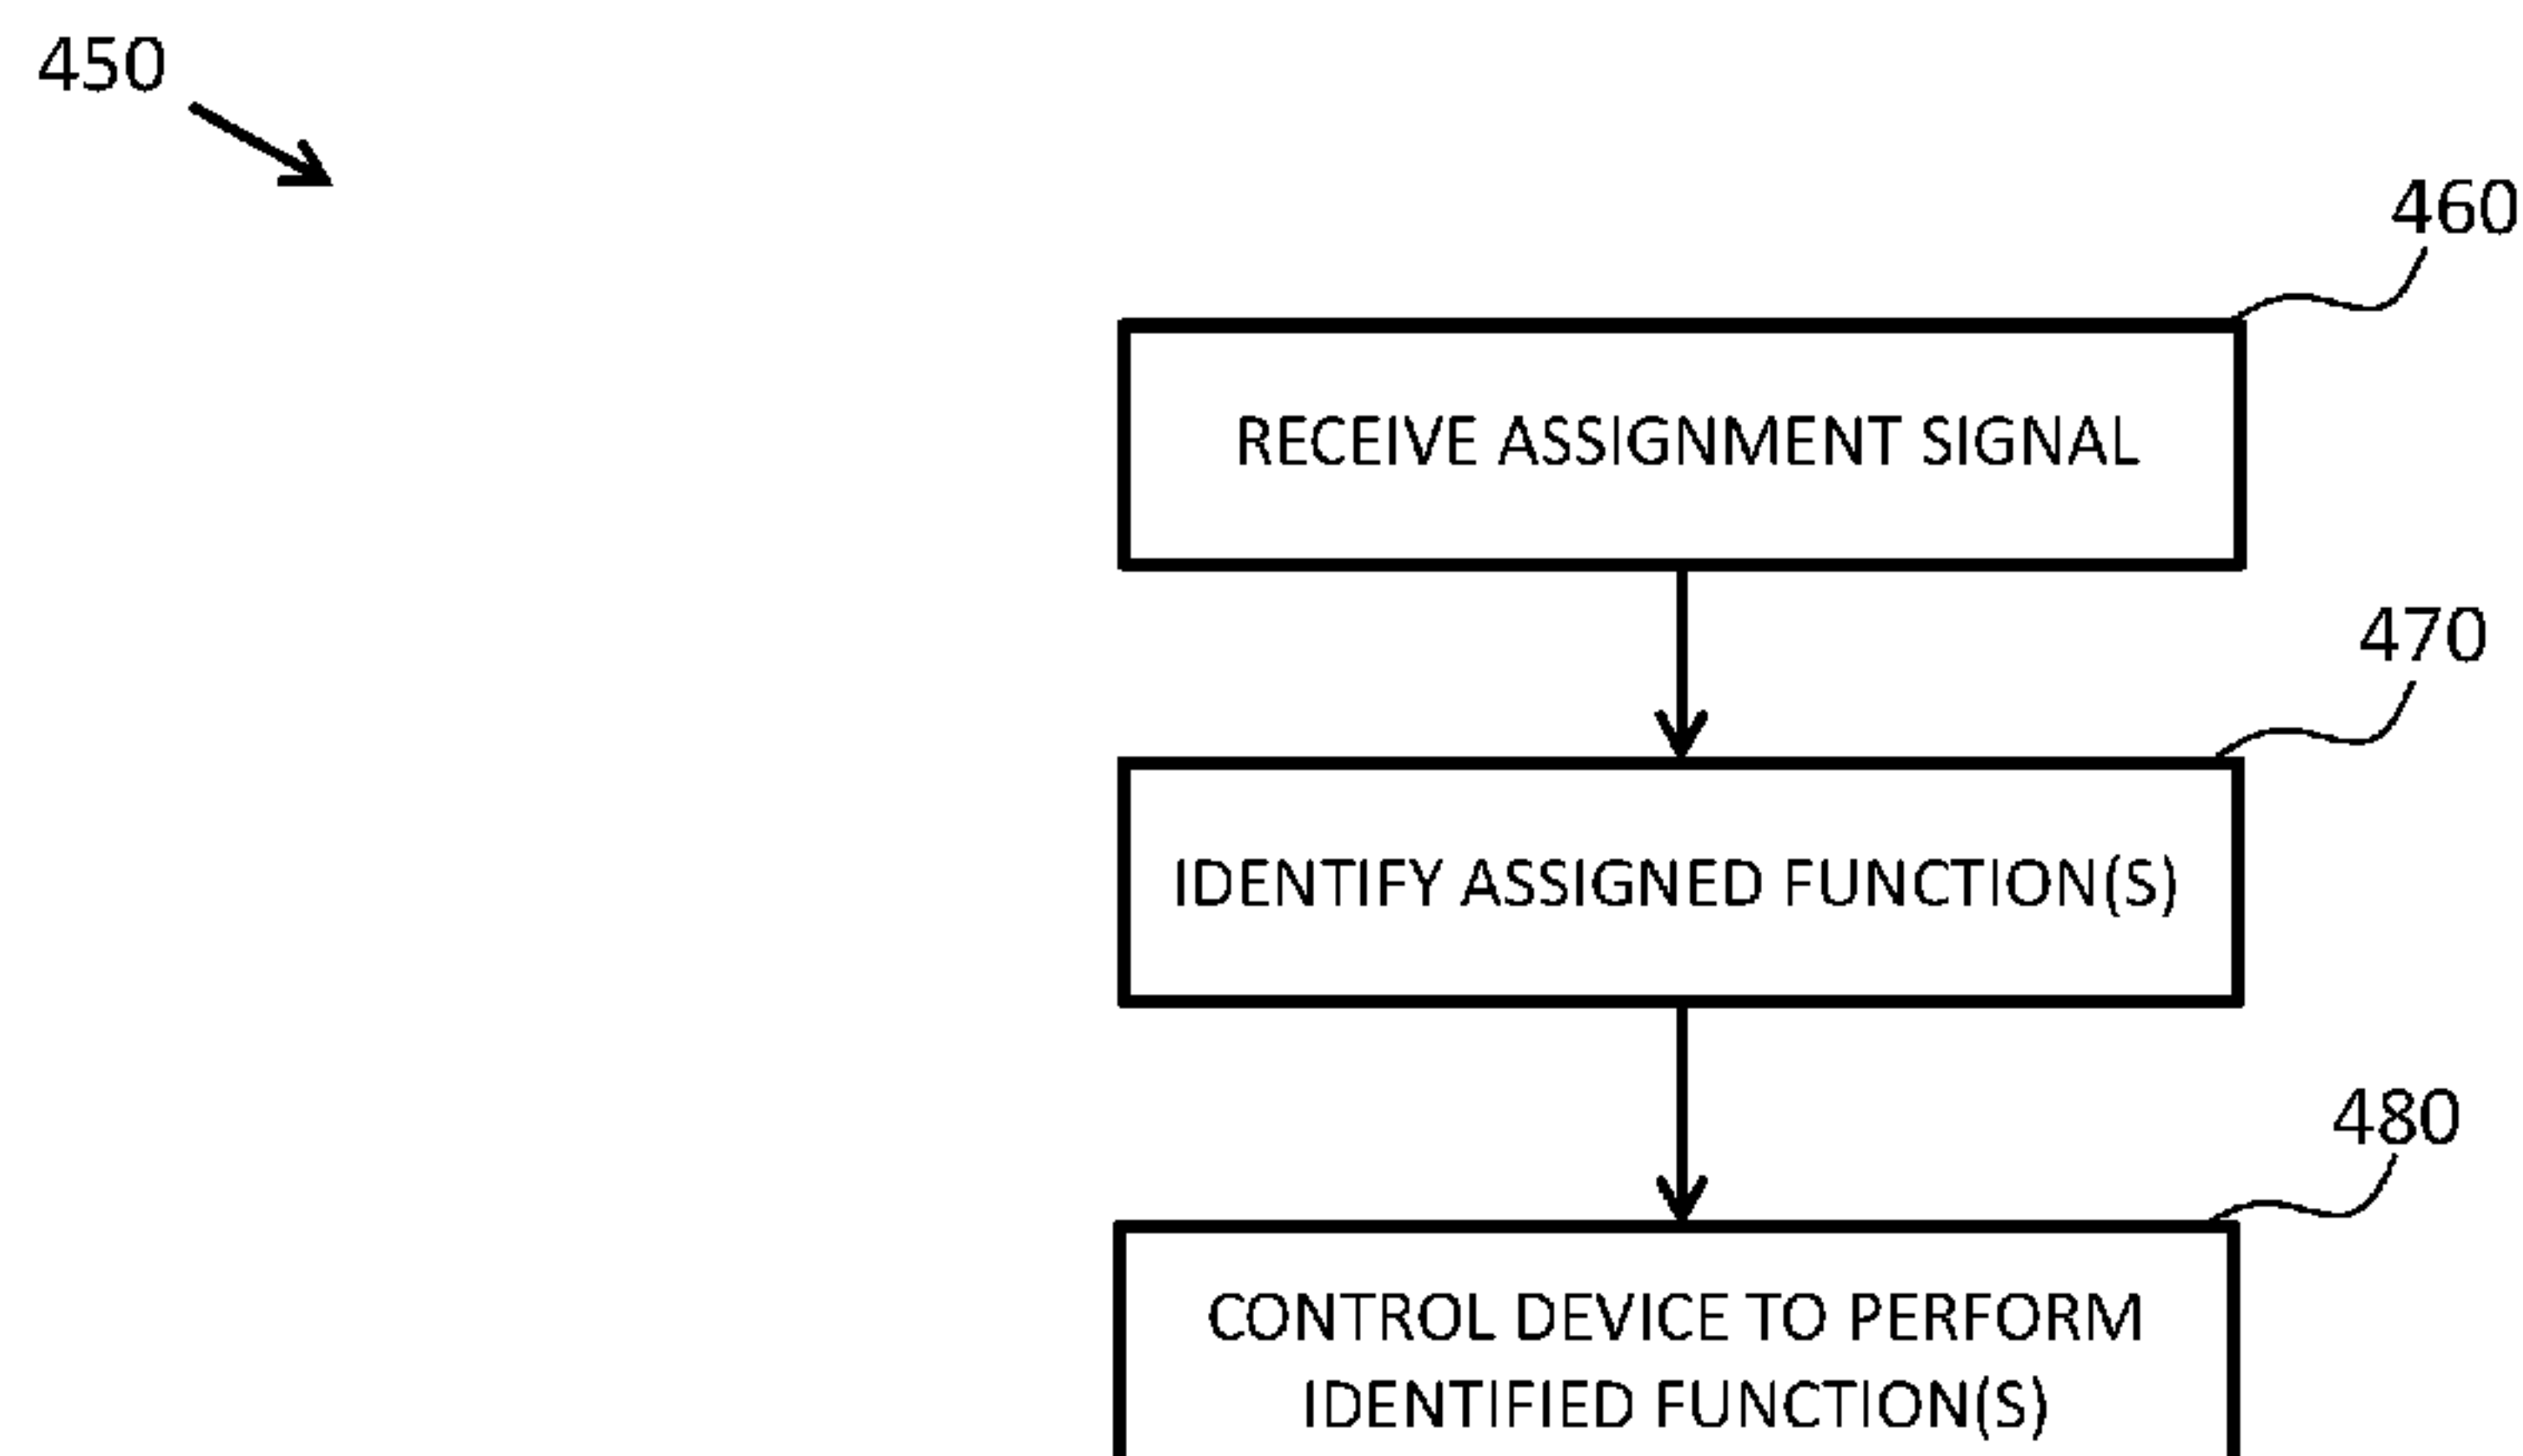 450
460
RECEIVE ASSIGNMENT SIGNAL
470
IDENTIFY ASSIGNED FUNCTION(S)
480
CONTROL DEVICE TO PERFORM
IDENTIFIED FUNCTION(S)